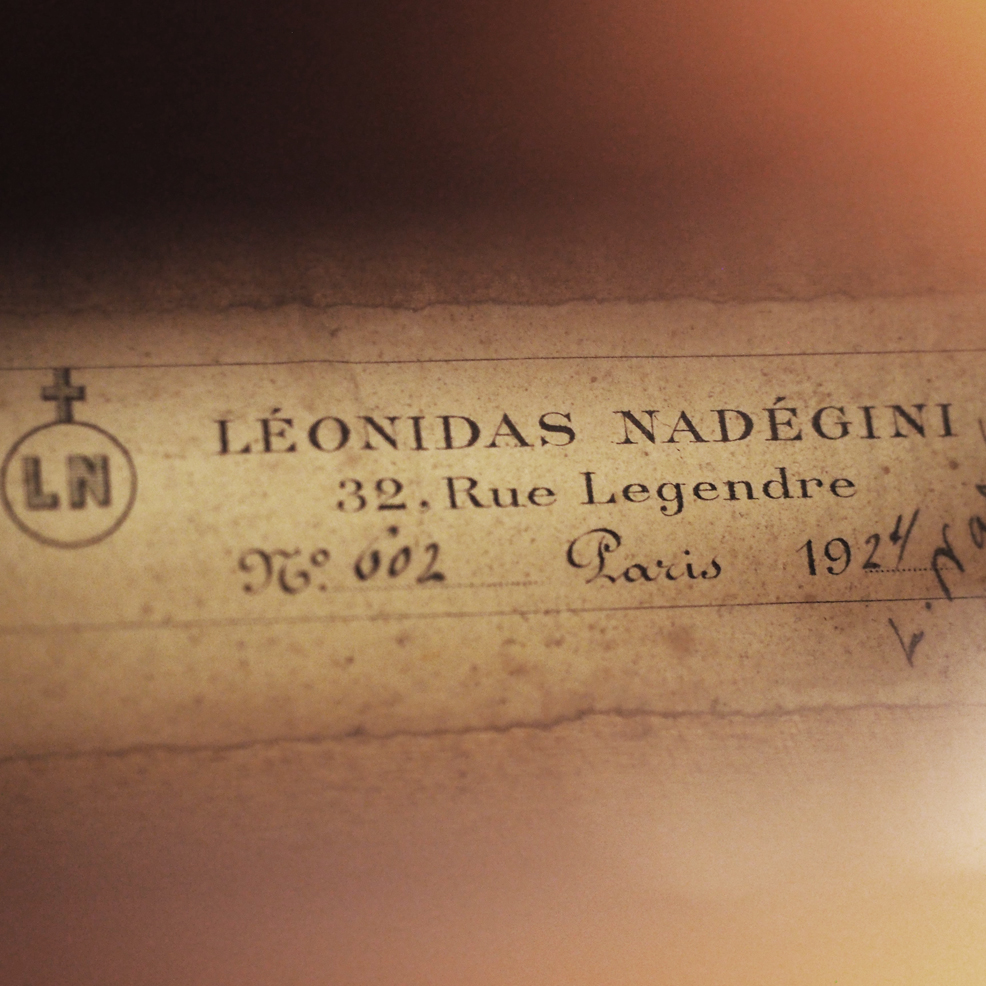 LN
LÉONIDAS NADÉGINI
32, Rue Legendre
Nº 602 Paris 1924